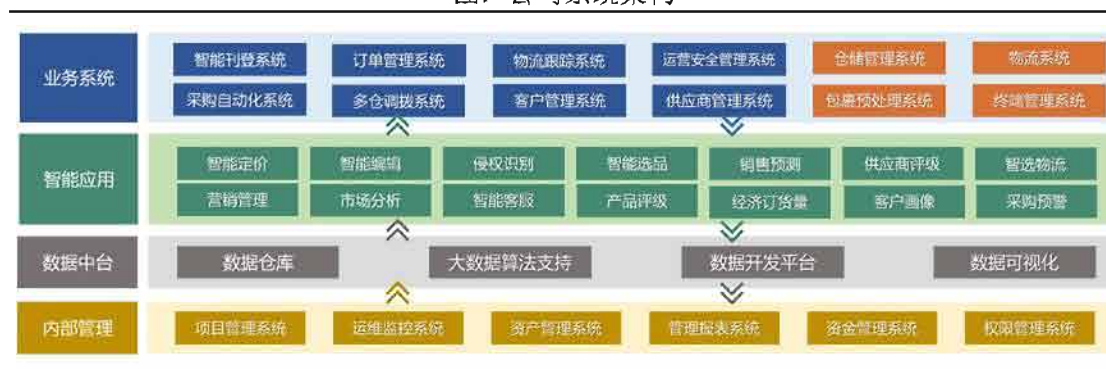 业务系统
智能刊登系统 订单管理系统 物流跟踪系统 运营安全管理系统 仓储管理系统 物流系统
采购自动化系统 多仓调拨系统 客户管理系统 供应商管理系统 包裹预处理系统 终端管理系统
智能应用
智能定价 智能编辑 侵权识别 智能选品 销售预测 供应商评级 智选物流
营销管理 市场分析 智能客服 产品评级 经济订货量 客户画像 采购预警
数据中台
数据仓库 大数据算法支持 数据开发平台 数据可视化
内部管理
项目管理系统 运维监控系统 资产管理系统 管理报表系统 资金管理系统 权限管理系统